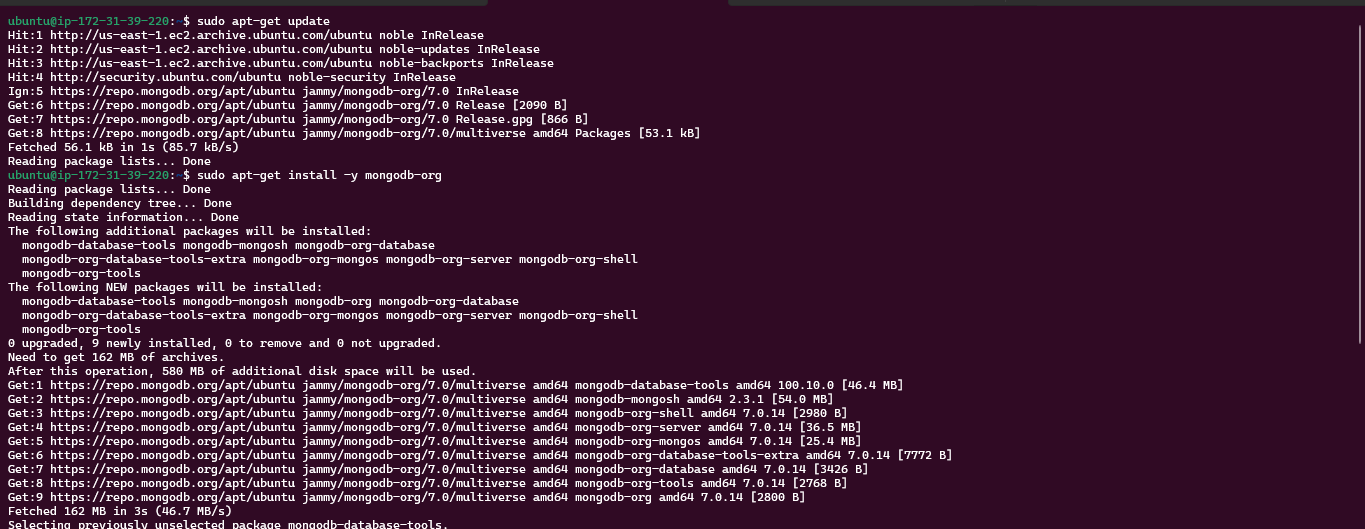 ubuntu@ip-172-31-39-220:~$ sudo apt-get update
Hit:1 http://us-east-1.ec2.archive.ubuntu.com/ubuntu noble InRelease
Hit:2 http://us-east-1.ec2.archive.ubuntu.com/ubuntu noble-updates InRelease
Hit:3 http://us-east-1.ec2.archive.ubuntu.com/ubuntu noble-backports InRelease
Hit:4 http://security.ubuntu.com/ubuntu noble-security InRelease
Ign:5 https://repo.mongodb.org/apt/ubuntu jammy/mongodb-org/7.0 InRelease
Get:6 https://repo.mongodb.org/apt/ubuntu jammy/mongodb-org/7.0 Release [2090 B]
Get:7 https://repo.mongodb.org/apt/ubuntu jammy/mongodb-org/7.0 Release.gpg [866 B]
Get:8 https://repo.mongodb.org/apt/ubuntu jammy/mongodb-org/7.0/multiverse amd64 Packages [53.1 kB]
Fetched 56.1 kB in 1s (85.7 kB/s)
Reading package lists... Done
ubuntu@ip-172-31-39-220:~$ sudo apt-get install -y mongodb-org
Reading package lists... Done
Building dependency tree... Done
Reading state information... Done
The following additional packages will be installed:
  mongodb-database-tools mongodb-mongosh mongodb-org-database
  mongodb-org-database-tools-extra mongodb-org-mongos mongodb-org-server mongodb-org-shell
  mongodb-org-tools
The following NEW packages will be installed:
  mongodb-database-tools mongodb-mongosh mongodb-org mongodb-org-database
  mongodb-org-database-tools-extra mongodb-org-mongos mongodb-org-server mongodb-org-shell
  mongodb-org-tools
0 upgraded, 9 newly installed, 0 to remove and 0 not upgraded.
Need to get 162 MB of archives.
After this operation, 580 MB of additional disk space will be used.
Get:1 https://repo.mongodb.org/apt/ubuntu jammy/mongodb-org/7.0/multiverse amd64 mongodb-database-tools amd64 100.10.0 [46.4 MB]
Get:2 https://repo.mongodb.org/apt/ubuntu jammy/mongodb-org/7.0/multiverse amd64 mongodb-mongosh amd64 2.3.1 [54.0 MB]
Get:3 https://repo.mongodb.org/apt/ubuntu jammy/mongodb-org/7.0/multiverse amd64 mongodb-org-shell amd64 7.0.14 [2980 B]
Get:4 https://repo.mongodb.org/apt/ubuntu jammy/mongodb-org/7.0/multiverse amd64 mongodb-org-server amd64 7.0.14 [36.5 MB]
Get:5 https://repo.mongodb.org/apt/ubuntu jammy/mongodb-org/7.0/multiverse amd64 mongodb-org-mongos amd64 7.0.14 [25.4 MB]
Get:6 https://repo.mongodb.org/apt/ubuntu jammy/mongodb-org/7.0/multiverse amd64 mongodb-org-database-tools-extra amd64 7.0.14 [7772 B]
Get:7 https://repo.mongodb.org/apt/ubuntu jammy/mongodb-org/7.0/multiverse amd64 mongodb-org-database amd64 7.0.14 [3426 B]
Get:8 https://repo.mongodb.org/apt/ubuntu jammy/mongodb-org/7.0/multiverse amd64 mongodb-org-tools amd64 7.0.14 [2768 B]
Get:9 https://repo.mongodb.org/apt/ubuntu jammy/mongodb-org/7.0/multiverse amd64 mongodb-org amd64 7.0.14 [2800 B]
Fetched 162 MB in 3s (46.7 MB/s)
Selecting previously unselected package mongodb-database-tools.